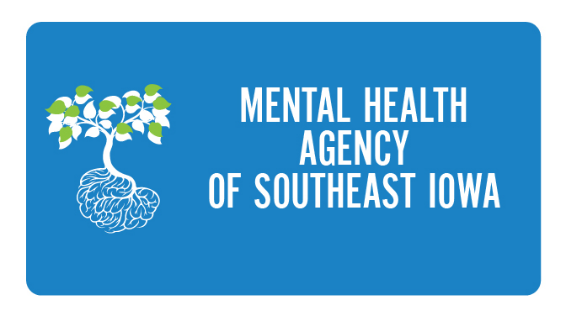 MENTAL HEALTH
AGENCY
OF SOUTHEAST IOWA